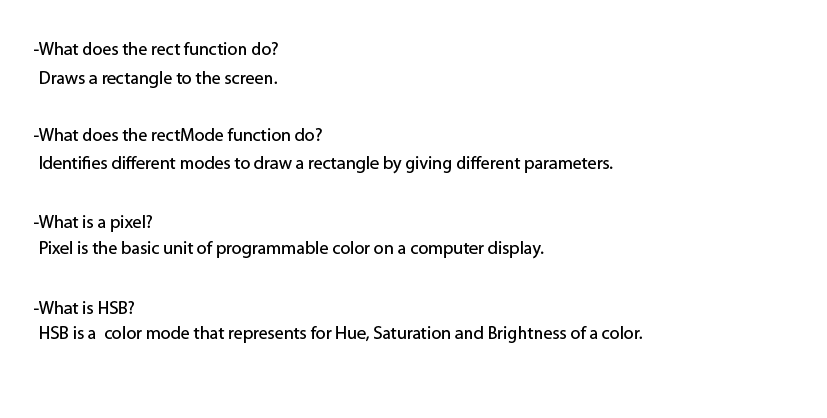 -What does the rect function do?
Draws a rectangle to the screen.
-What does the rectMode function do?
Identifies different modes to draw a rectangle by giving different parameters.
-What is a pixel?
Pixel is the basic unit of programmable color on a computer display.
-What is HSB?
HSB is a  color mode that represents for Hue, Saturation and Brightness of a color.